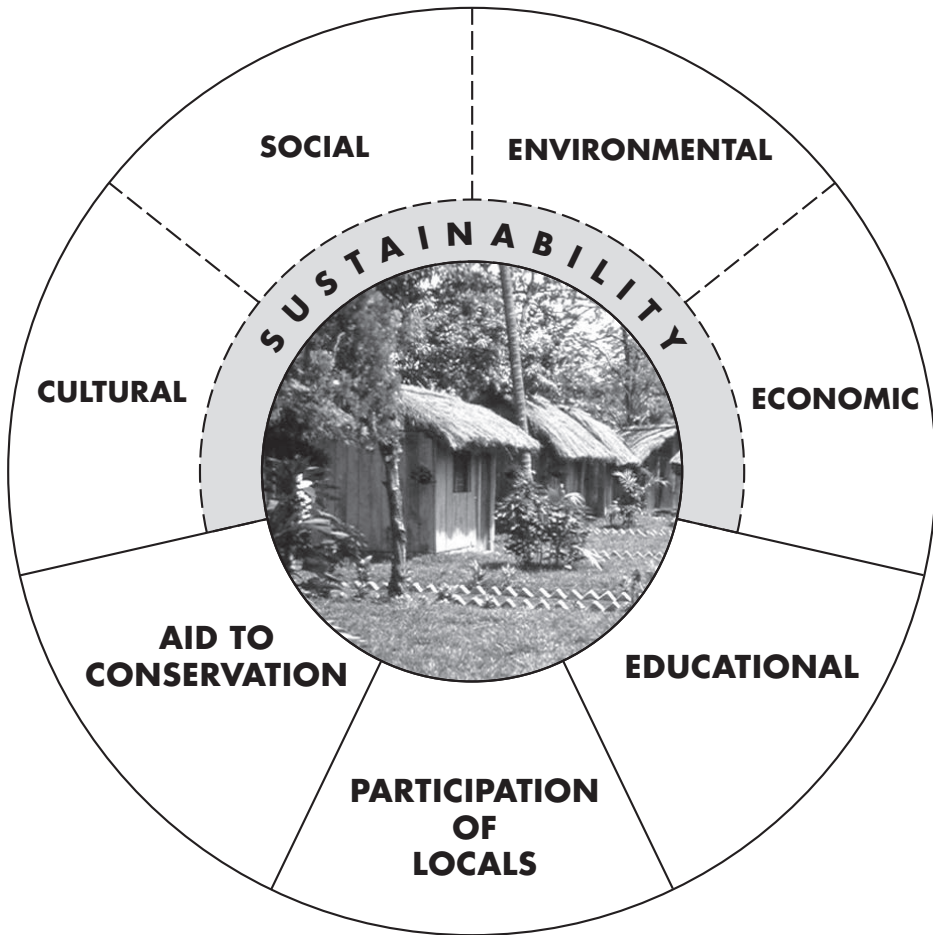 SOCIAL
ENVIRONMENTAL
SUSTAINABILITY
CULTURAL
ECONOMIC
AID TO
CONSERVATION
EDUCATIONAL
PARTICIPATION
OF
LOCALS